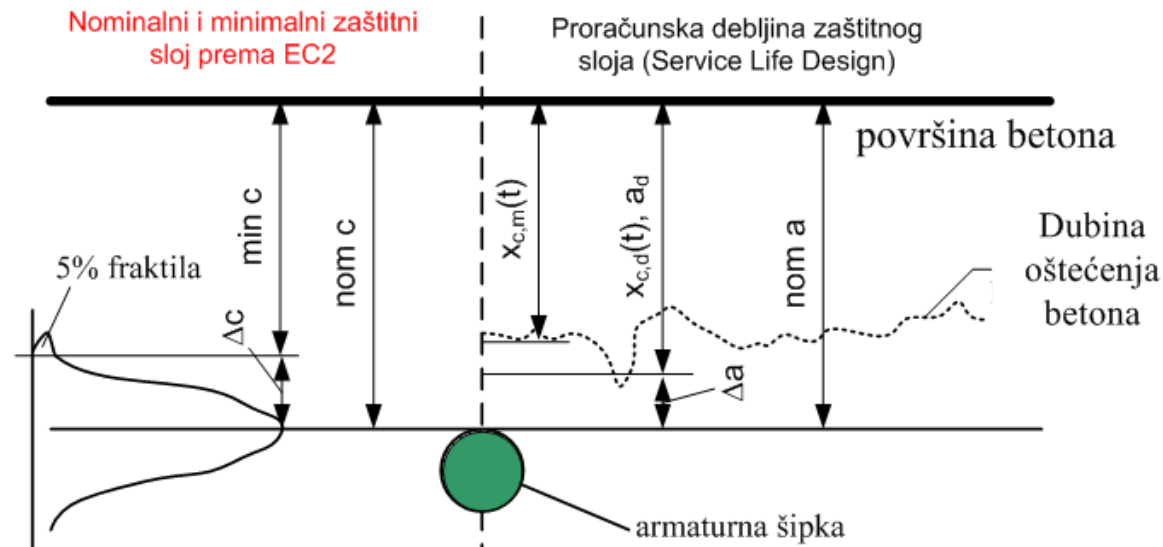 Nominalni i minimalni zaštitni
sloj prema EC2
Proračunska debljina zaštitnog
sloja (Service Life Design)
površina betona
min c
nom c
x_c,m(t)
x_c,d(t), a_d
nom a
5% fraktila
Δc
Δa
Dubina
oštećenja
betona
armaturna šipka